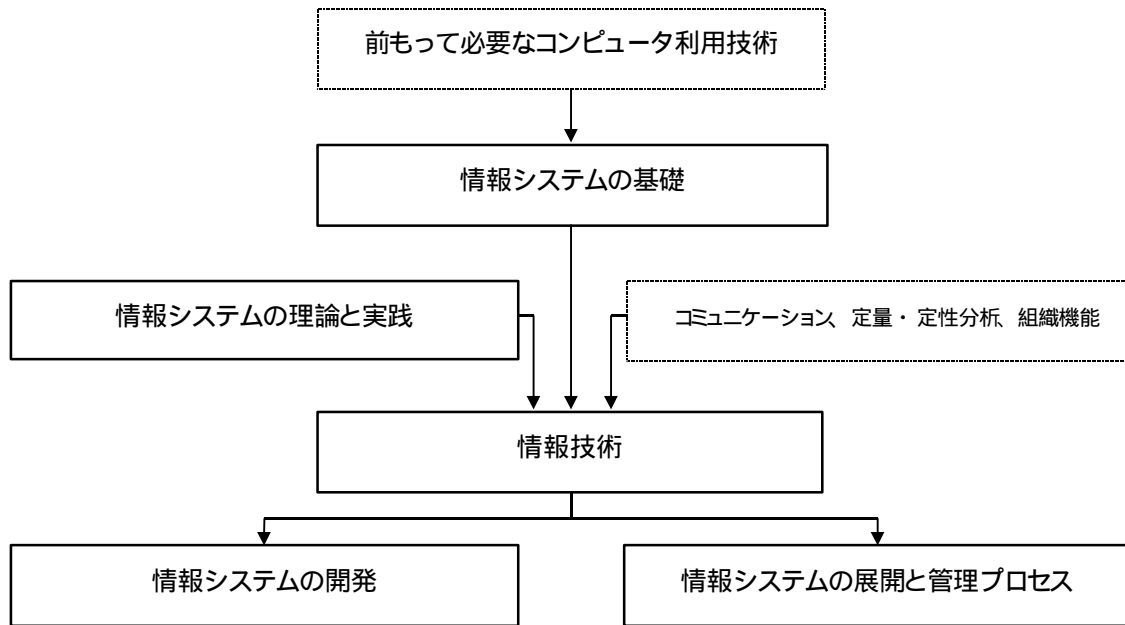 前もって必要なコンピュータ利用技術
情報システムの基礎
情報システムの理論と実践
コミュニケーション、定量・定性分析、組織機能
情報技術
情報システムの開発
情報システムの展開と管理プロセス